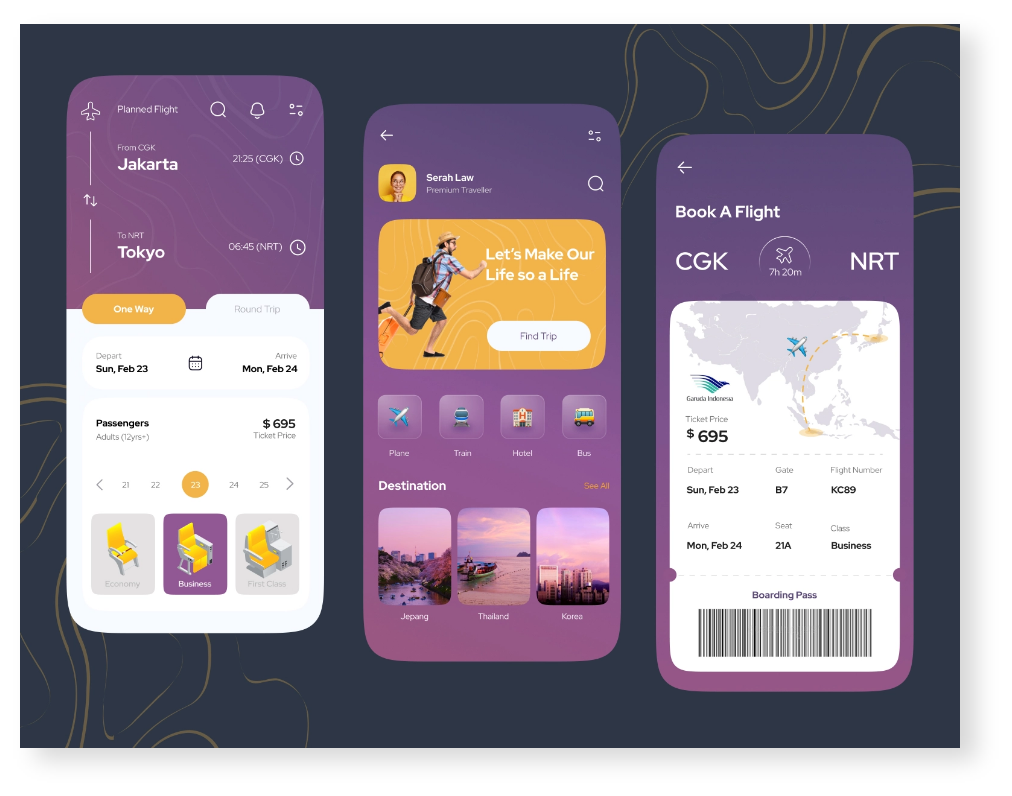 Planned Flight
From CGK
Jakarta
21:25 (CGK)
To NRT
Tokyo
06:45 (NRT)
One Way
Round Trip
Depart
Arrive
Sun, Feb 23
Mon, Feb 24
Passengers
$ 695
Adults (12yrs+)
Ticket Price
21 22 23 24 25
Economy
Business
First Class
Serah Law
Premium Traveller
Let's Make Our
Life so a Life
Find Trip
Plane
Train
Hotel
Bus
Destination
See All
Jepang
Thailand
Korea
Book A Flight
CGK
7h 20m
NRT
Garuda Indonesia
Ticket Price
$ 695
Depart
Gate
Flight Number
Sun, Feb 23
B7
KC89
Arrive
Seat
Class
Mon, Feb 24
21A
Business
Boarding Pass